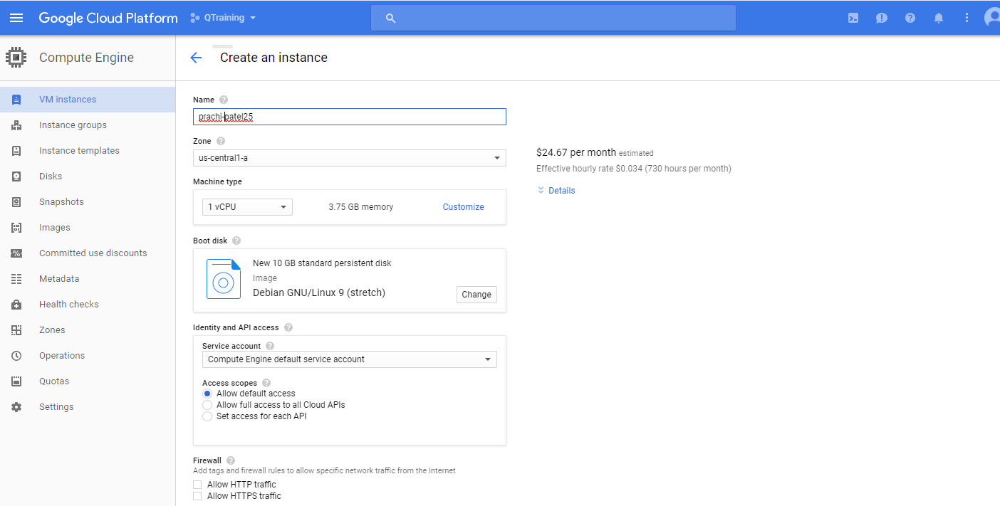 Google Cloud Platform QTraining
Compute Engine
Create an instance
VM instances
Instance groups
Instance templates
Disks
Snapshots
Images
Committed use discounts
Metadata
Health checks
Zones
Operations
Quotas
Settings
Name ?
prachi-patel25
Zone ?
us-central1-a
Machine type
1 vCPU 3.75 GB memory Customize
Boot disk ?
New 10 GB standard persistent disk
Image
Debian GNU/Linux 9 (stretch)
Change
Identity and API access ?
Service account ?
Compute Engine default service account
Access scopes ?
Allow default access
Allow full access to all Cloud APIs
Set access for each API
Firewall ?
Add tags and firewall rules to allow specific network traffic from the Internet
Allow HTTP traffic
Allow HTTPS traffic
$24.67 per month estimated
Effective hourly rate $0.034 (730 hours per month)
Details